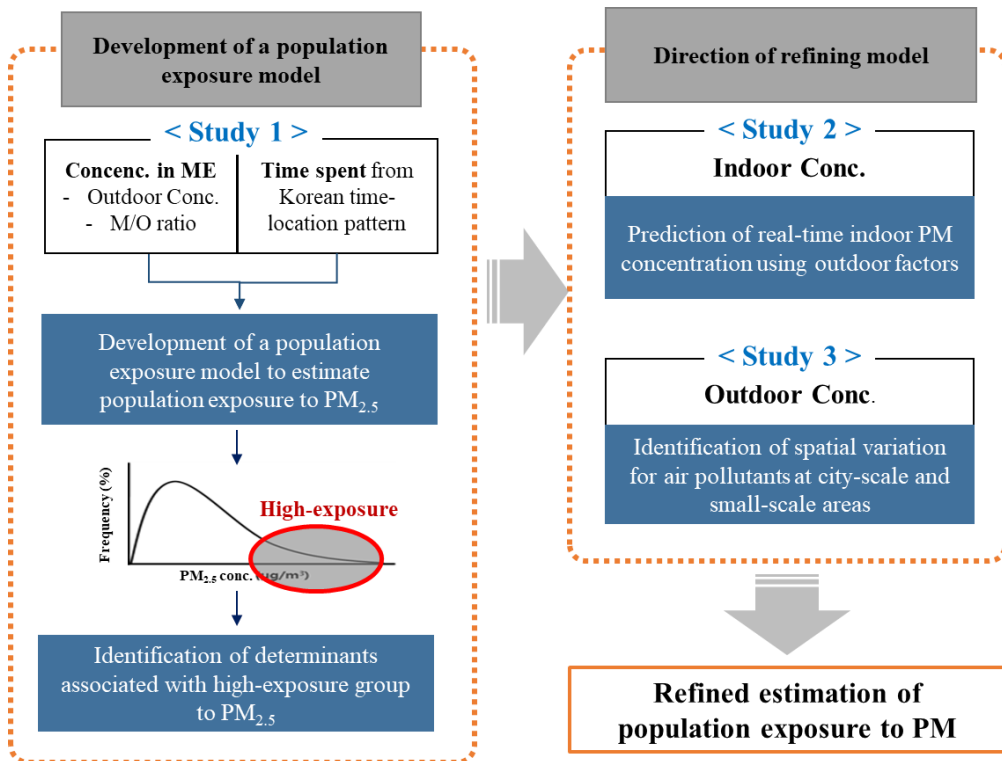 Development of a population
exposure model
< Study 1 >
Concenc. in ME
- Outdoor Conc.
- M/O ratio
Time spent from
Korean time-
location pattern
Development of a population
exposure model to estimate
population exposure to PM2.5
Frequency (%)
High-exposure
PM2.5 conc. (μg/m³)
Identification of determinants
associated with high-exposure group
to PM2.5
Direction of refining model
< Study 2 >
Indoor Conc.
Prediction of real-time indoor PM
concentration using outdoor factors
< Study 3 >
Outdoor Conc.
Identification of spatial variation
for air pollutants at city-scale and
small-scale areas
Refined estimation of
population exposure to PM